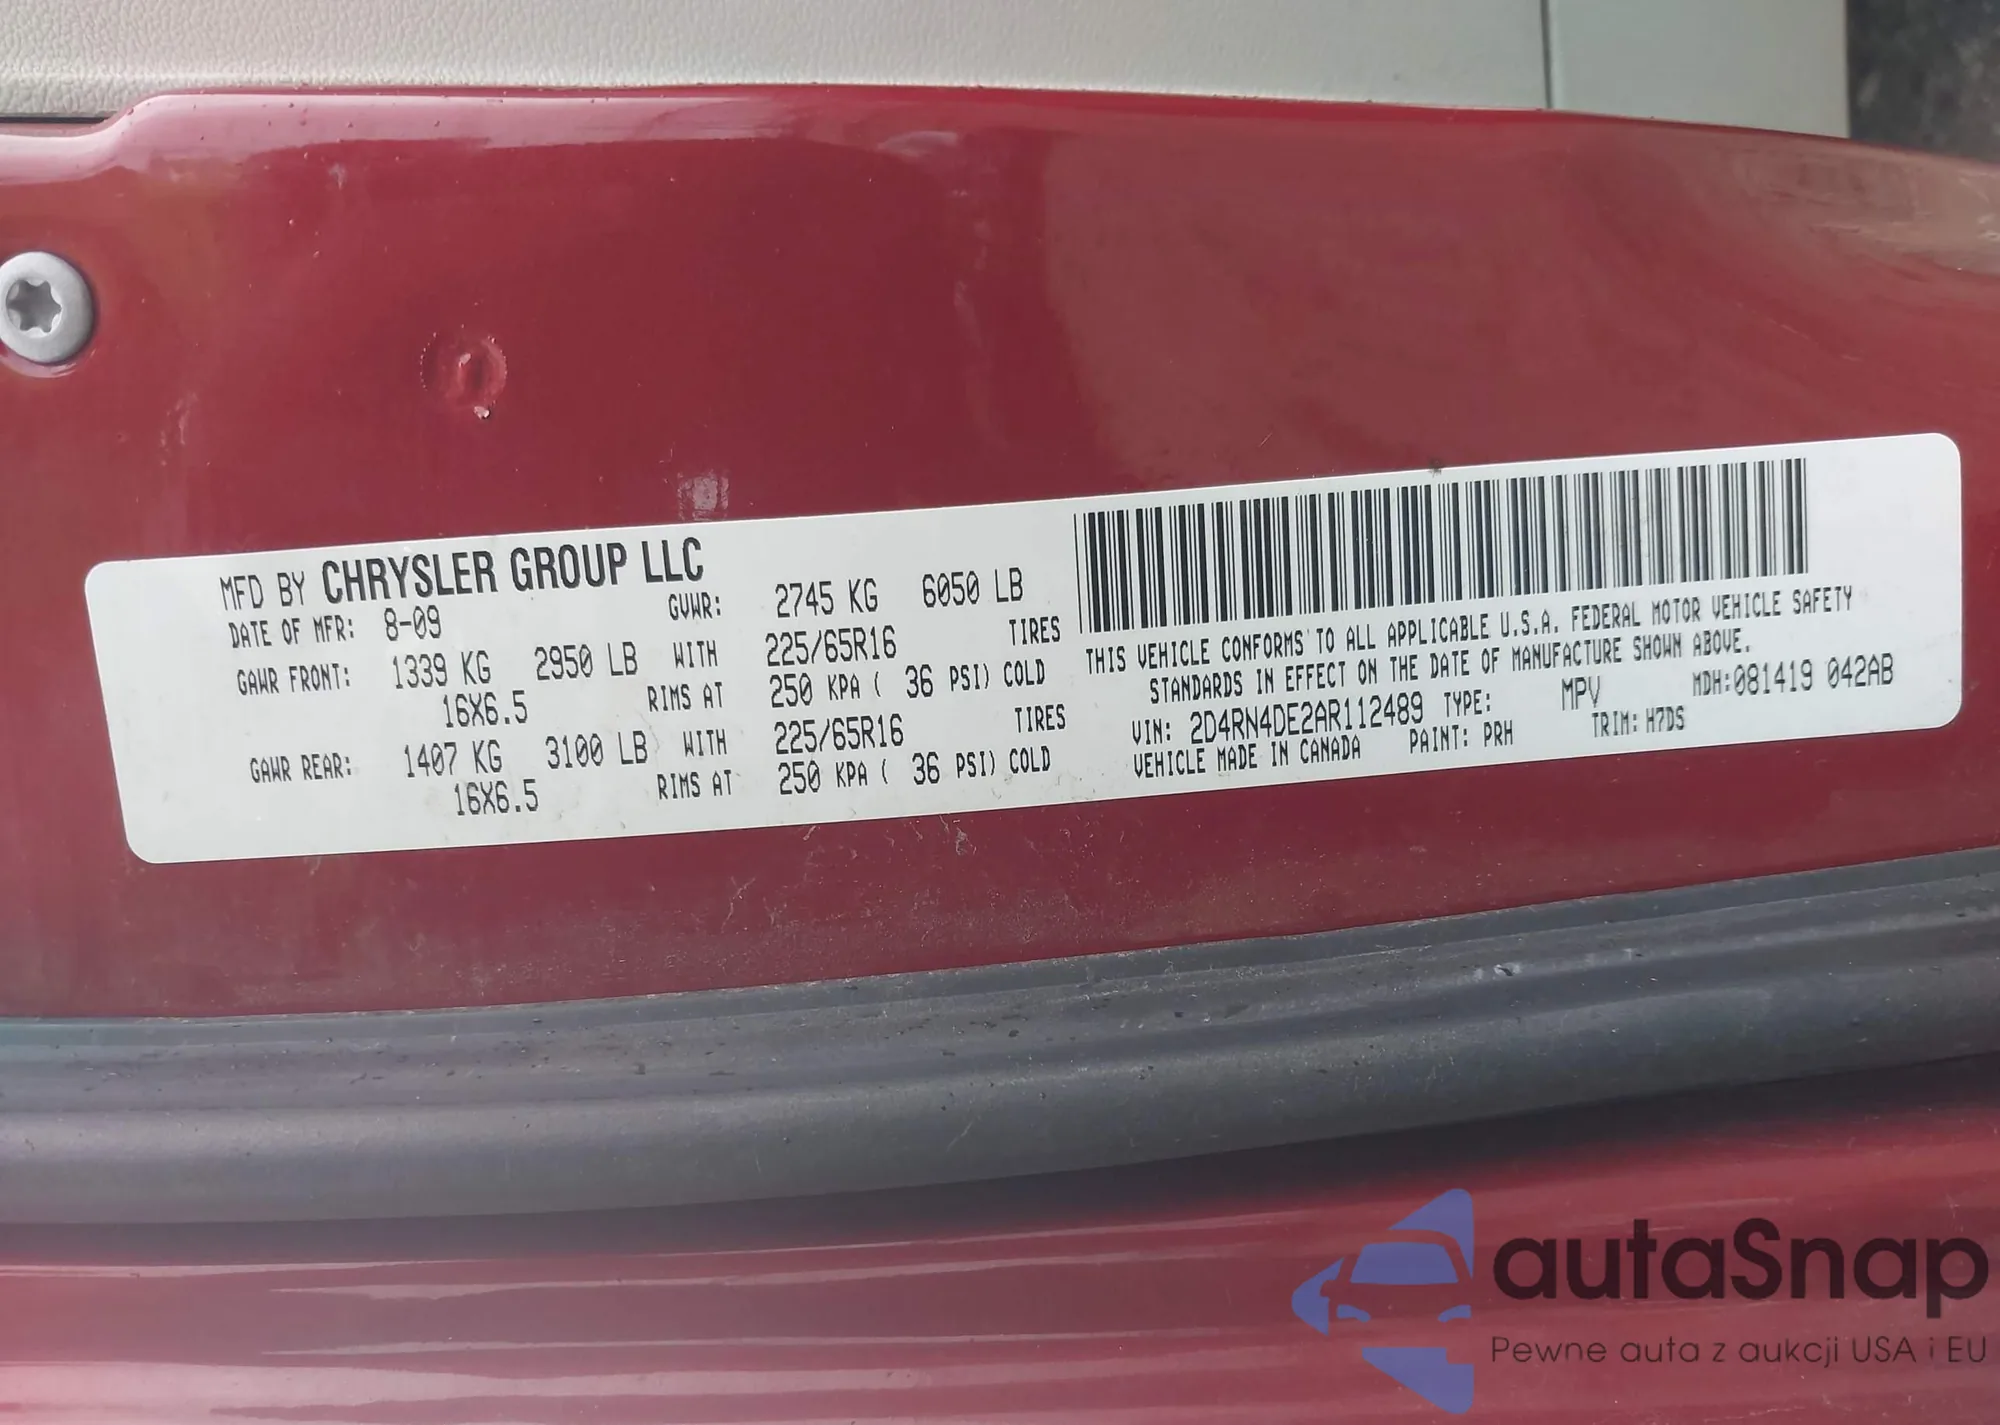 MFD BY CHRYSLER GROUP LLC
DATE OF MFR: 8-09 GVWR: 2745 KG 6050 LB
GAWR FRONT: 1339 KG 2950 LB WITH 225/65R16 TIRES
16X6.5 RIMS AT 250 KPA ( 36 PSI) COLD
GAWR REAR: 1407 KG 3100 LB WITH 225/65R16 TIRES
16X6.5 RIMS AT 250 KPA ( 36 PSI) COLD
THIS VEHICLE CONFORMS TO ALL APPLICABLE U.S.A. FEDERAL MOTOR VEHICLE SAFETY
STANDARDS IN EFFECT ON THE DATE OF MANUFACTURE SHOWN ABOVE.
VIN: 2D4RN4DE2AR112489 TYPE: MPV MDH:081419 042AB
VEHICLE MADE IN CANADA PAINT: PRH TRIM: H7DS
autaSnap
Pewne auta z aukcji USA i EU